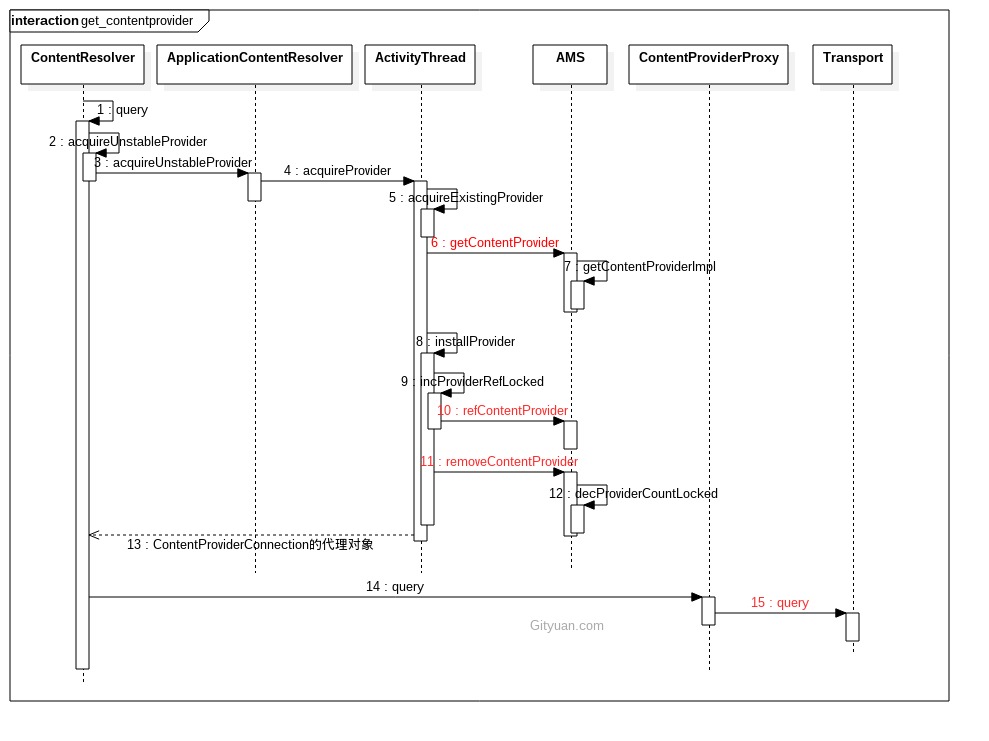 interaction get_contentprovider
ContentResolver
ApplicationContentResolver
ActivityThread
AMS
ContentProviderProxy
Transport
1 : query
2 : acquireUnstableProvider
3 : acquireUnstableProvider
4 : acquireProvider
5 : acquireExistingProvider
6 : getContentProvider
7 : getContentProviderImpl
8 : installProvider
9 : incProviderRefLocked
10 : refContentProvider
11 : removeContentProvider
12 : decProviderCountLocked
13 : ContentProviderConnection的代理对象
14 : query
15 : query
Gityuan.com